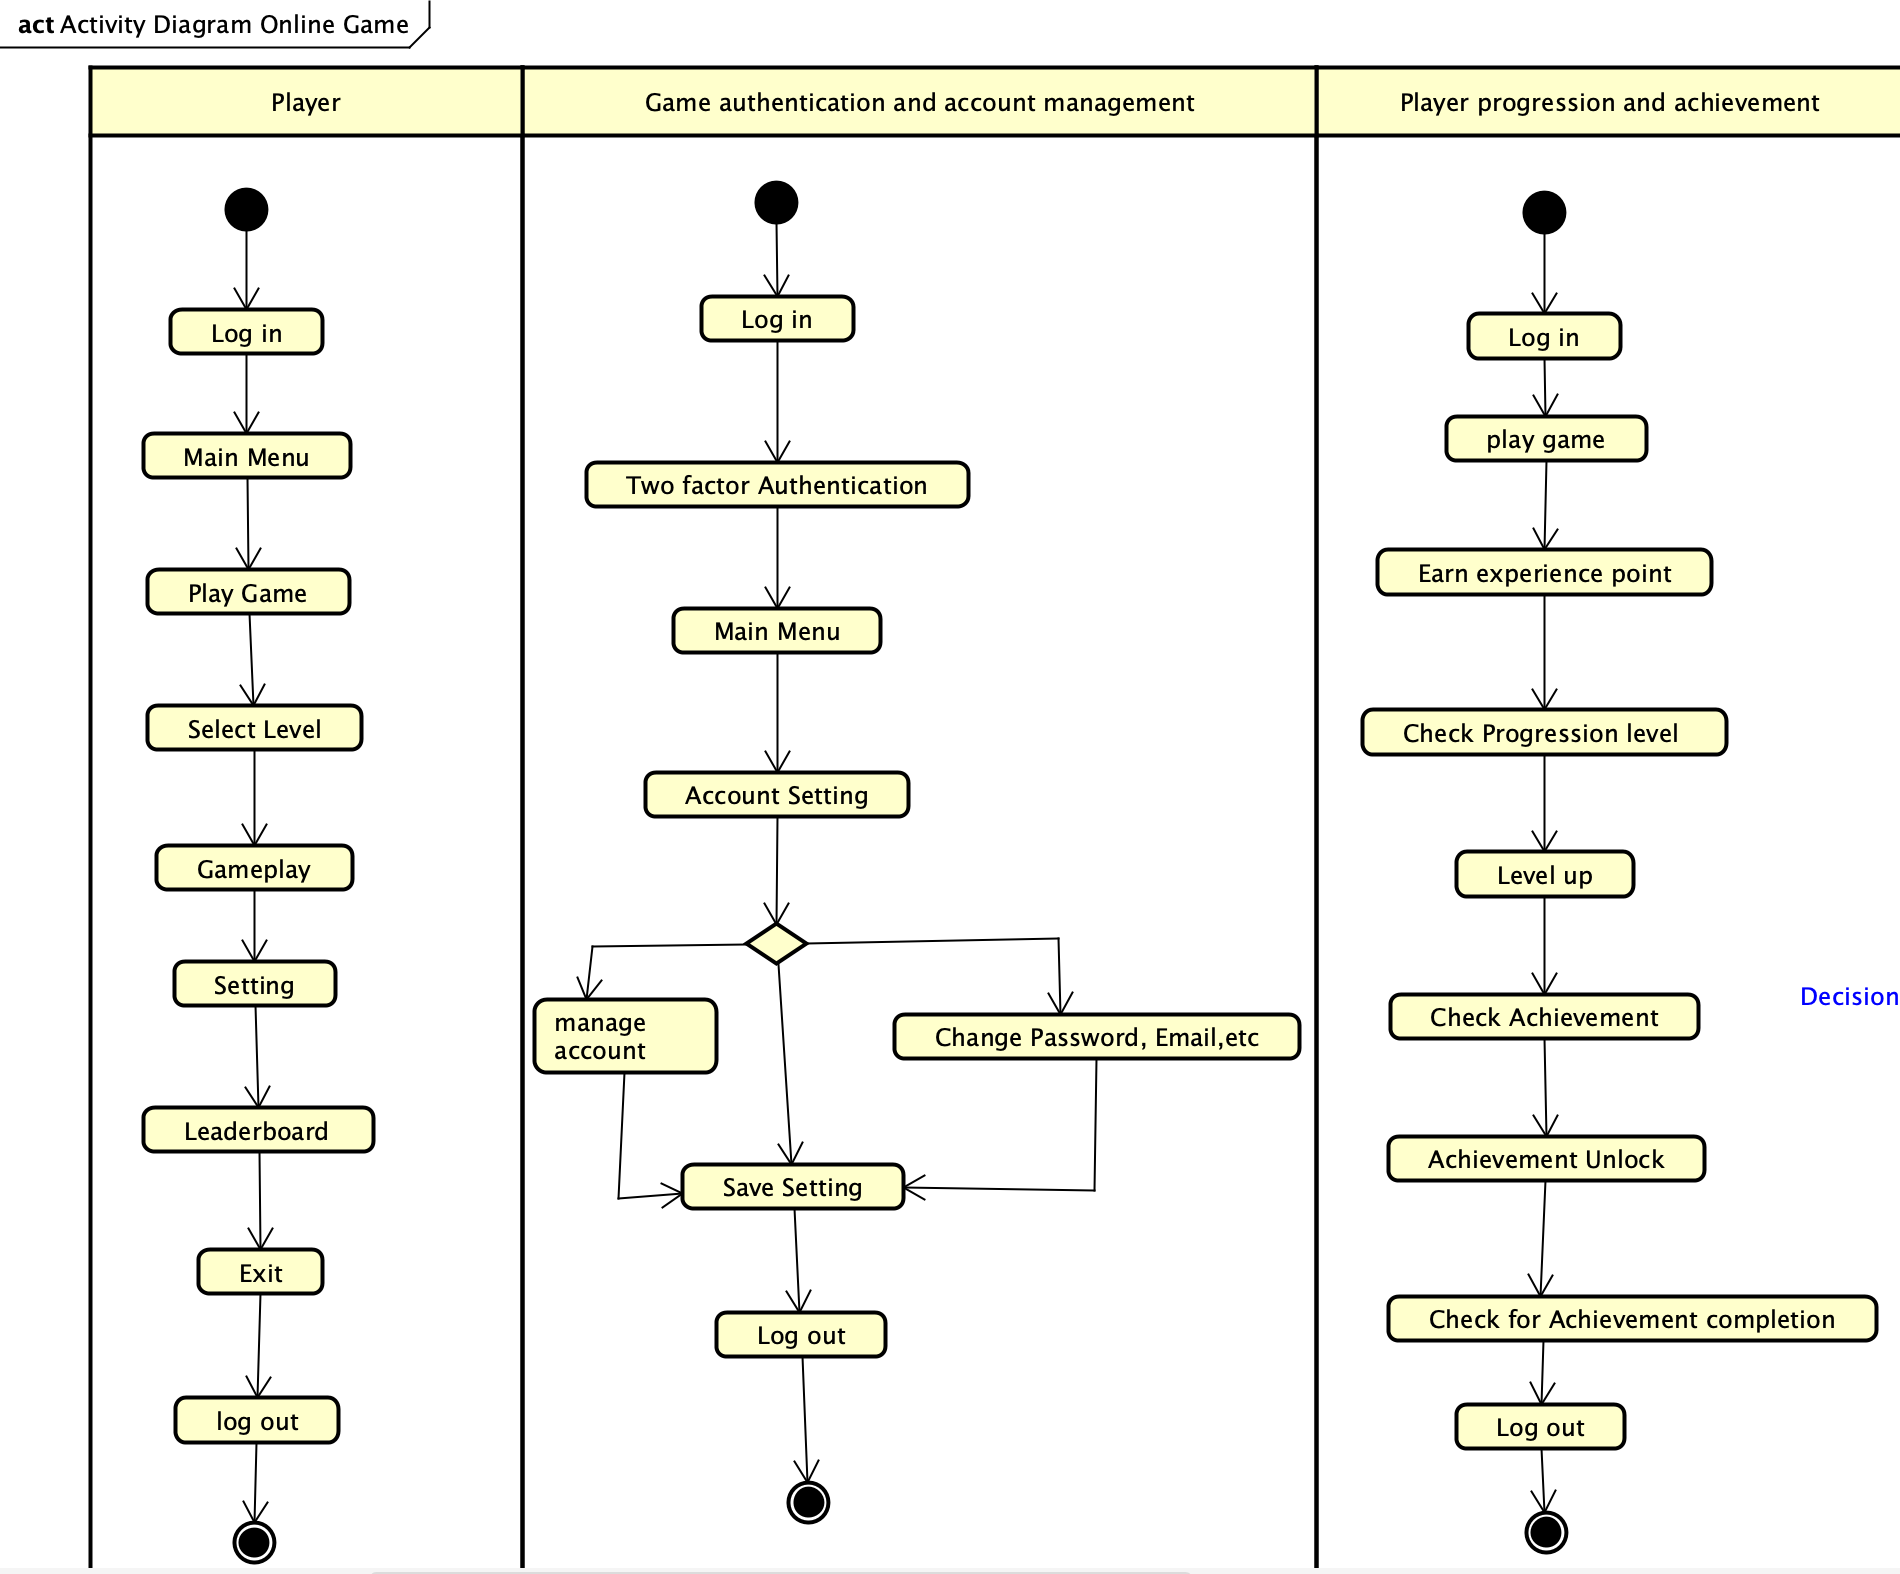 act Activity Diagram Online Game
Player
Game authentication and account management
Player progression and achievement
Log in
Main Menu
Play Game
Select Level
Gameplay
Setting
Leaderboard
Exit
log out
Log in
Two factor Authentication
Main Menu
Account Setting
manage
account
Change Password, Email,etc
Save Setting
Log out
Log in
play game
Earn experience point
Check Progression level
Level up
Check Achievement
Achievement Unlock
Check for Achievement completion
Log out
Decision